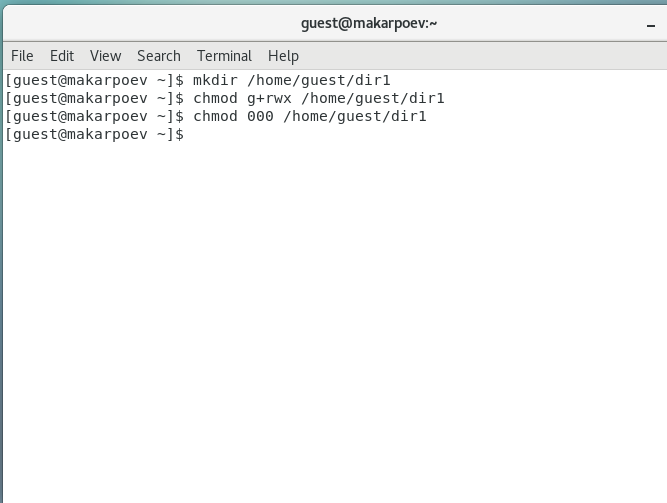 guest@makarpoev:~
File Edit View Search Terminal Help
[guest@makarpoev ~]$ mkdir /home/guest/dir1
[guest@makarpoev ~]$ chmod g+rwx /home/guest/dir1
[guest@makarpoev ~]$ chmod 000 /home/guest/dir1
[guest@makarpoev ~]$